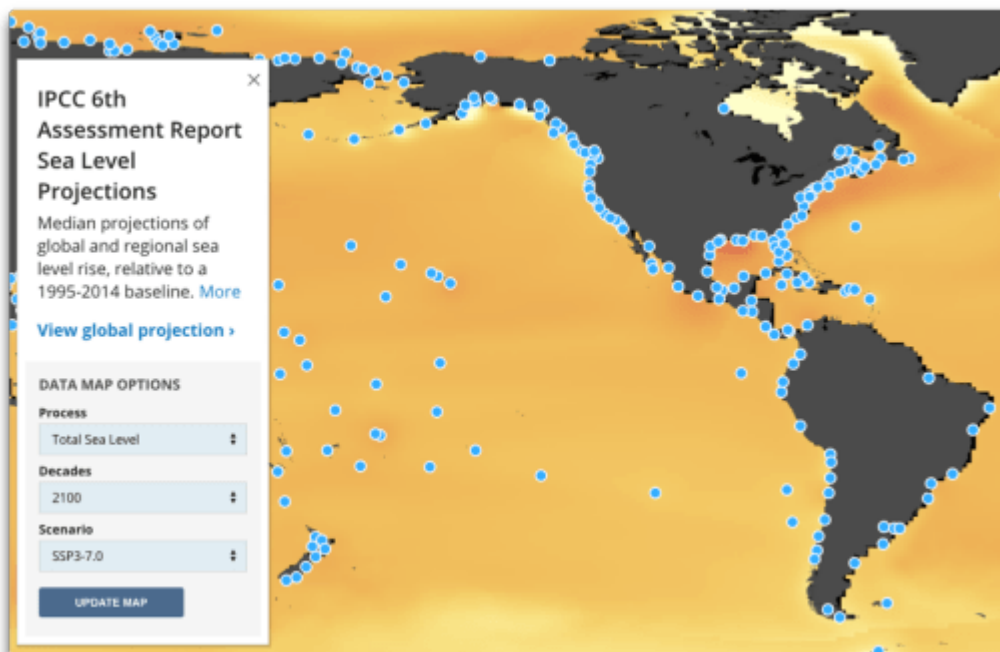 IPCC 6th
Assessment Report
Sea Level
Projections
Median projections of
global and regional sea
level rise, relative to a
1995-2014 baseline. More
View global projection ›
DATA MAP OPTIONS
Process
Total Sea Level
Decades
2100
Scenario
SSP3-7.0
UPDATE MAP